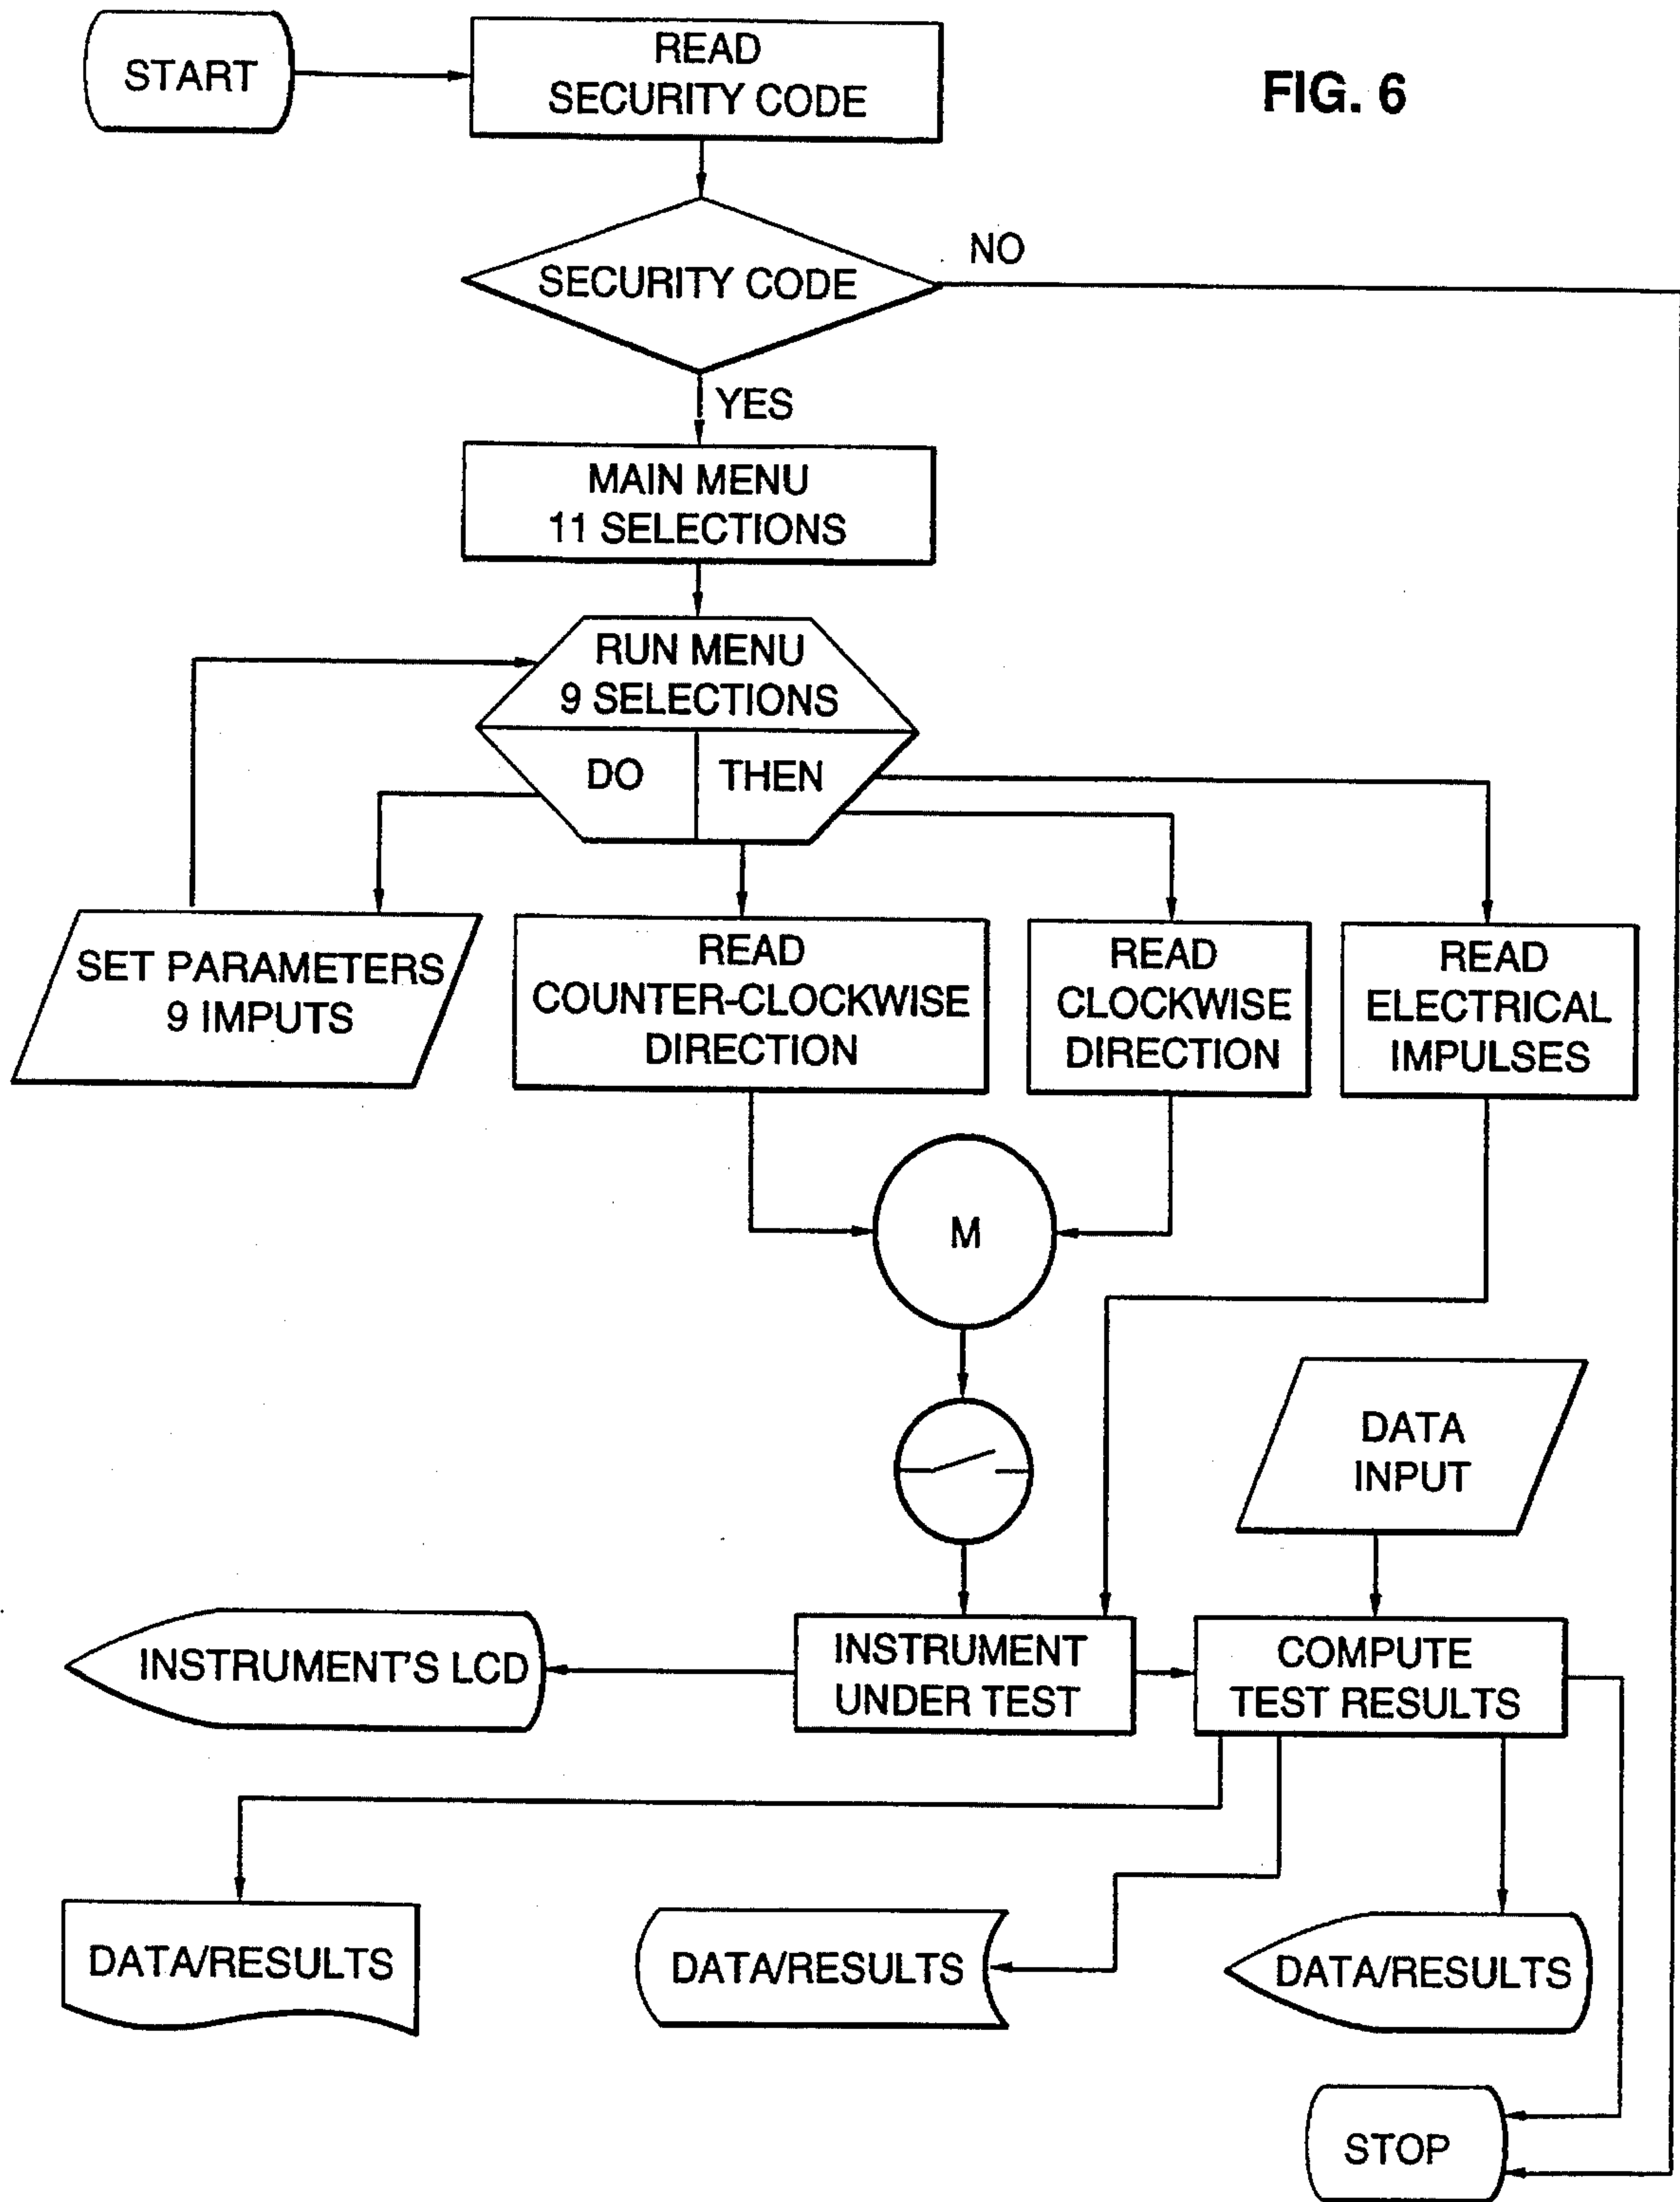 START
READ
SECURITY CODE
FIG. 6
SECURITY CODE
NO
YES
MAIN MENU
11 SELECTIONS
RUN MENU
9 SELECTIONS
DO
THEN
SET PARAMETERS
9 IMPUTS
READ
COUNTER-CLOCKWISE
DIRECTION
READ
CLOCKWISE
DIRECTION
READ
ELECTRICAL
IMPULSES
M
DATA
INPUT
INSTRUMENT'S LCD
INSTRUMENT
UNDER TEST
COMPUTE
TEST RESULTS
DATA/RESULTS
DATA/RESULTS
DATA/RESULTS
STOP